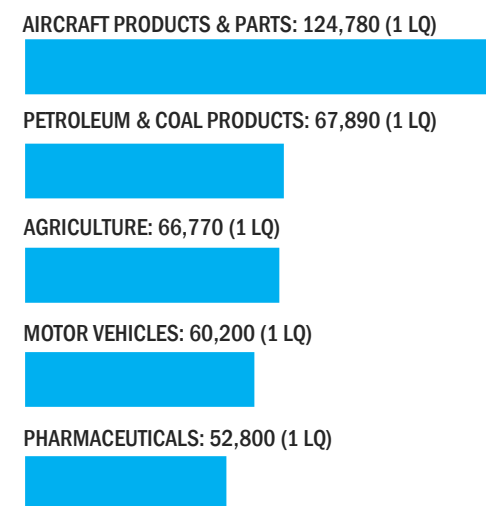 AIRCRAFT PRODUCTS & PARTS: 124,780 (1 LQ)
PETROLEUM & COAL PRODUCTS: 67,890 (1 LQ)
AGRICULTURE: 66,770 (1 LQ)
MOTOR VEHICLES: 60,200 (1 LQ)
PHARMACEUTICALS: 52,800 (1 LQ)